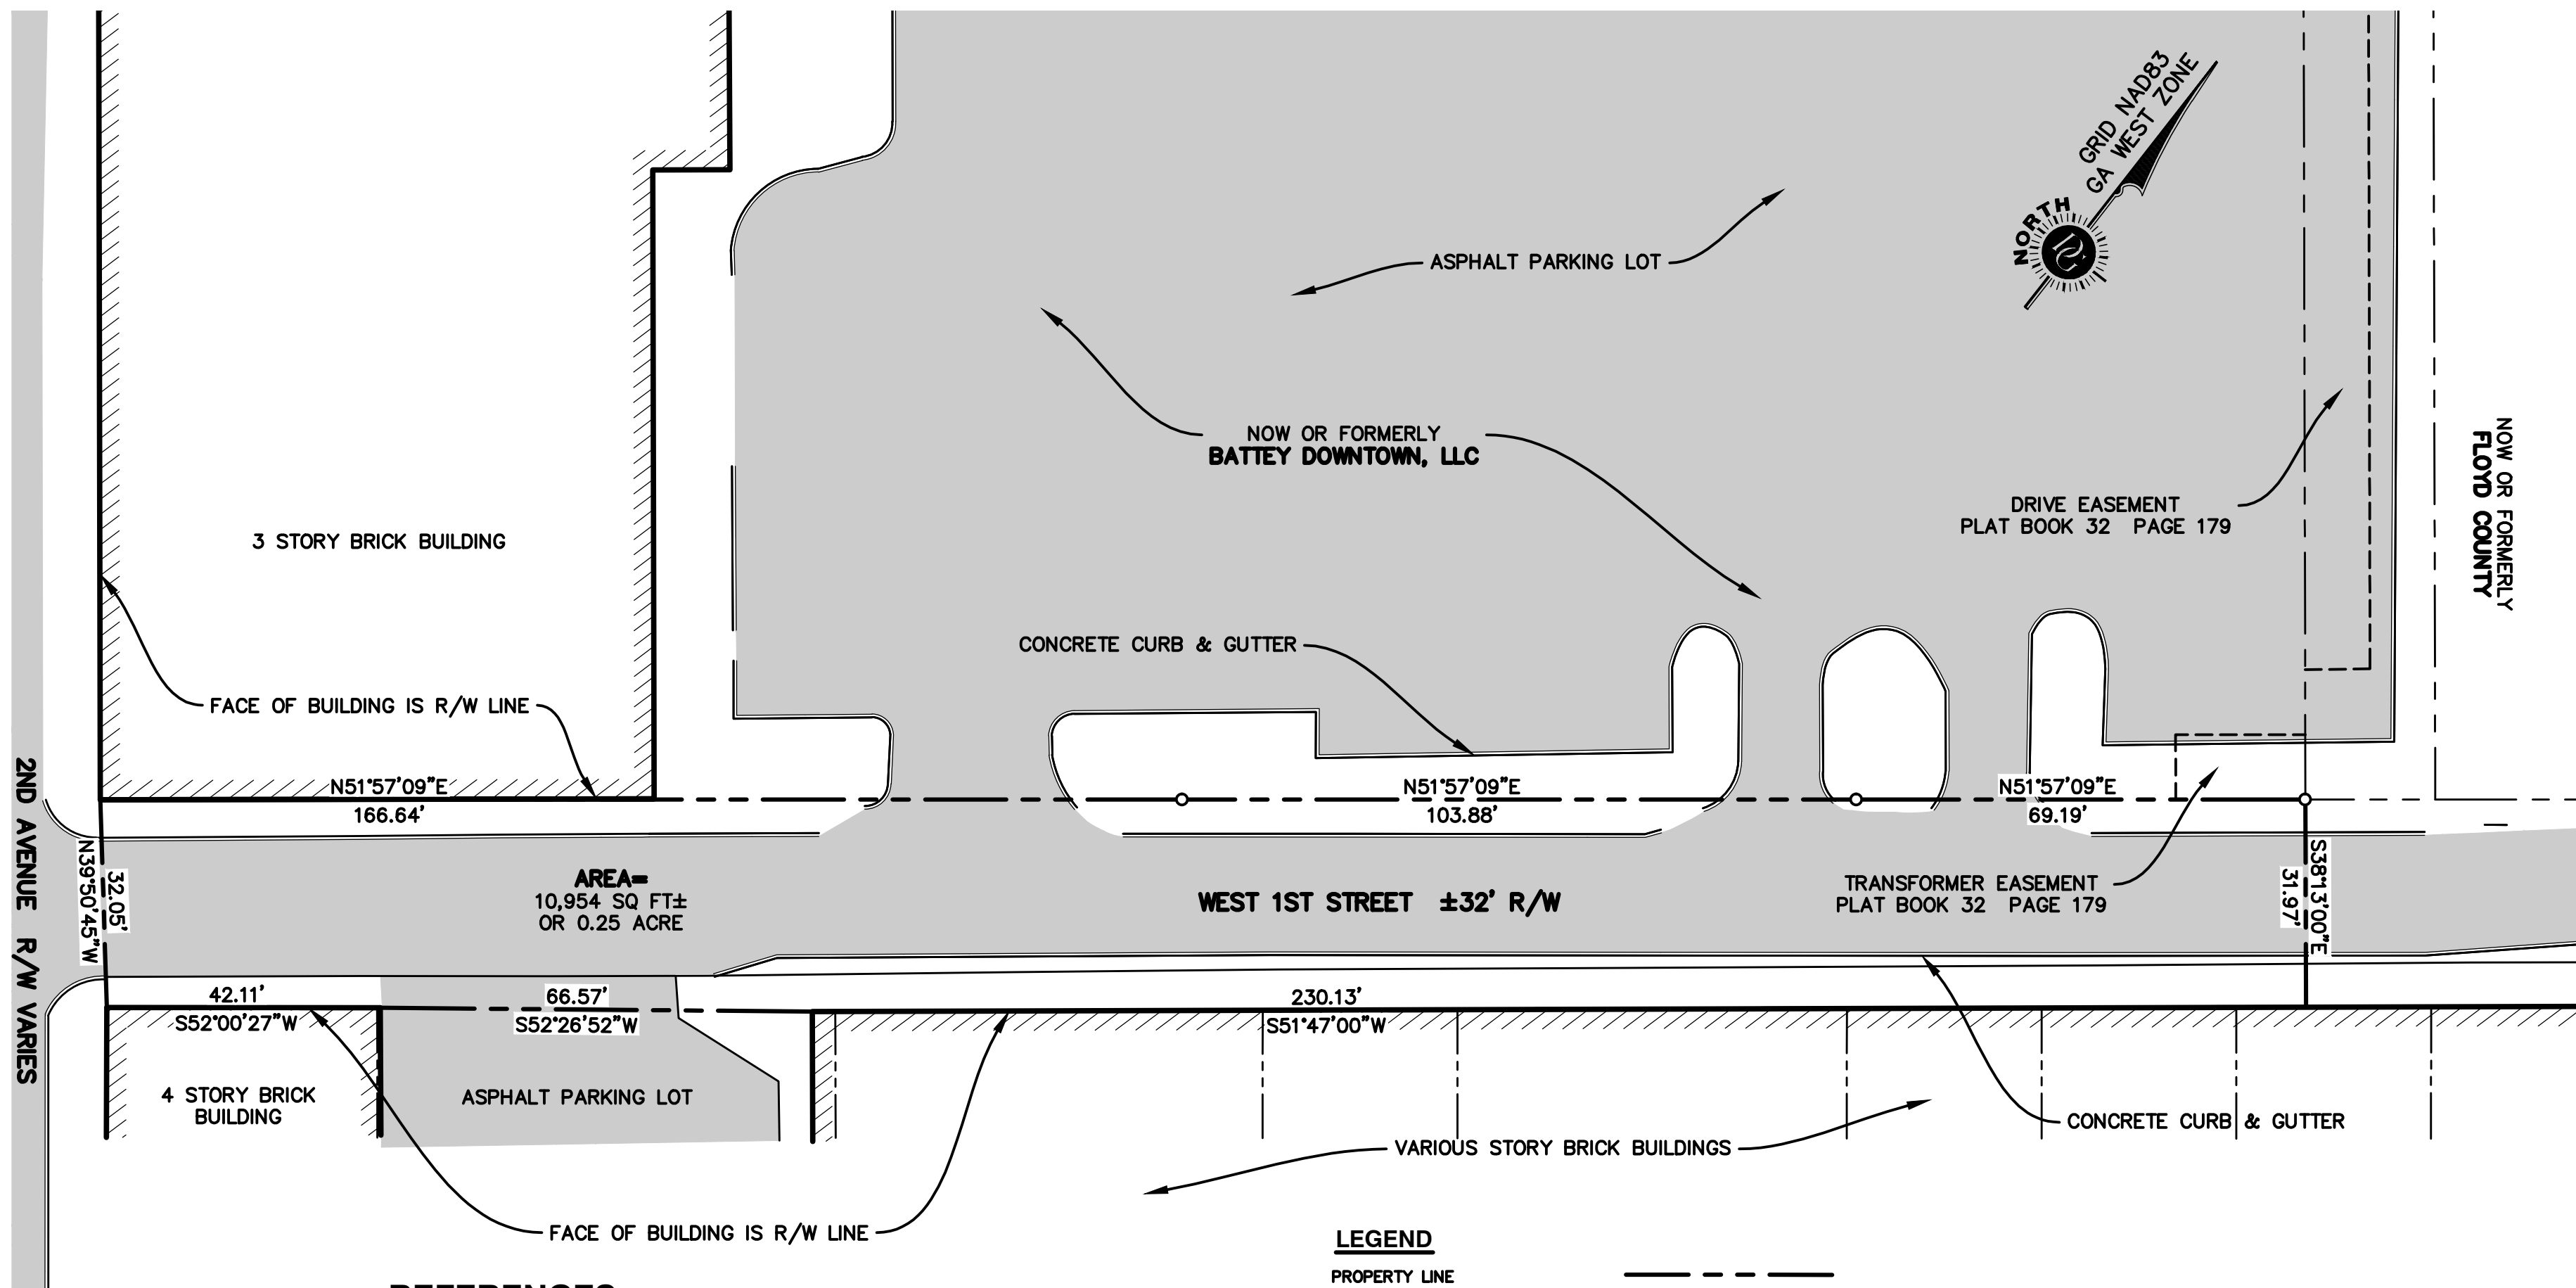 GRID NAD83
GA WEST ZONE
NORTH
ASPHALT PARKING LOT
NOW OR FORMERLY
BATTEY DOWNTOWN, LLC
NOW OR FORMERLY
FLOYD COUNTY
DRIVE EASEMENT
PLAT BOOK 32 PAGE 179
3 STORY BRICK BUILDING
CONCRETE CURB & GUTTER
FACE OF BUILDING IS R/W LINE
N51°57'09"E
166.64'
N51°57'09"E
103.88'
N51°57'09"E
69.19'
2ND AVENUE R/W VARIES
N39°50'45"W
32.05'
AREA=
10,954 SQ FT±
OR 0.25 ACRE
WEST 1ST STREET ±32' R/W
TRANSFORMER EASEMENT
PLAT BOOK 32 PAGE 179
S38°13'00"E
31.97'
42.11'
S52°00'27"W
66.57'
S52°26'52"W
230.13'
S51°47'00"W
4 STORY BRICK
BUILDING
ASPHALT PARKING LOT
CONCRETE CURB & GUTTER
VARIOUS STORY BRICK BUILDINGS
FACE OF BUILDING IS R/W LINE
LEGEND
PROPERTY LINE